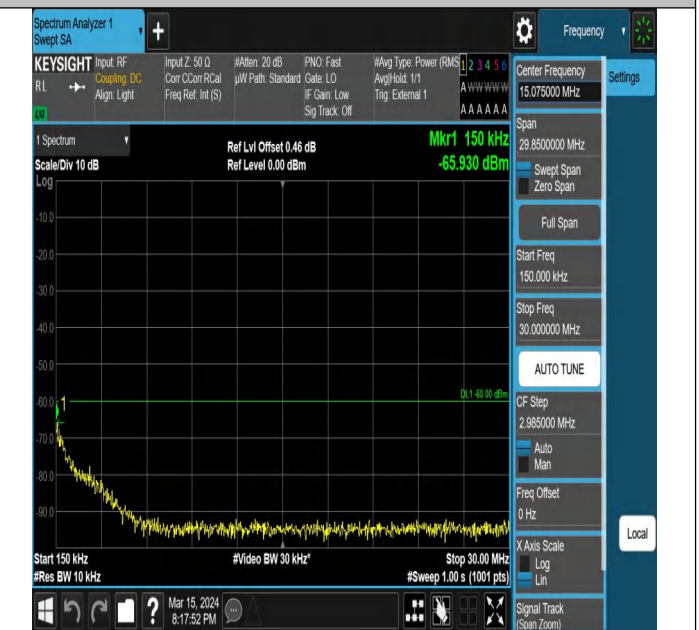 Spectrum Analyzer 1
Swept SA
Frequency
KEYSIGHT
RL
LXI
Input: RF
Coupling: DC
Align: Light
Input Z: 50 Ω
Corr CCorr RCal
Freq Ref: Int (S)
#Atten: 20 dB
µW Path: Standard
PNO: Fast
Gate: LO
IF Gain: Low
Sig Track: Off
#Avg Type: Power (RMS
Avg|Hold: 1/1
Trig: External 1
1 2 3 4 5 6
A W W W W W
A A A A A A
1 Spectrum
Scale/Div 10 dB
Log
Ref Lvl Offset 0.46 dB
Ref Level 0.00 dBm
Mkr1 150 kHz
-65.930 dBm
-10.0
-20.0
-30.0
-40.0
-50.0
-60.0
-70.0
-80.0
-90.0
1
DL1 -60.00 dBm
Start 150 kHz
#Res BW 10 kHz
#Video BW 30 kHz*
Stop 30.00 MHz
#Sweep 1.00 s (1001 pts)
Mar 15, 2024
8:17:52 PM
Center Frequency
15.075000 MHz
Settings
Span
29.8500000 MHz
Swept Span
Zero Span
Full Span
Start Freq
150.000 kHz
Stop Freq
30.000000 MHz
AUTO TUNE
CF Step
2.985000 MHz
Auto
Man
Freq Offset
0 Hz
X Axis Scale
Log
Lin
Local
Signal Track
(Span Zoom)